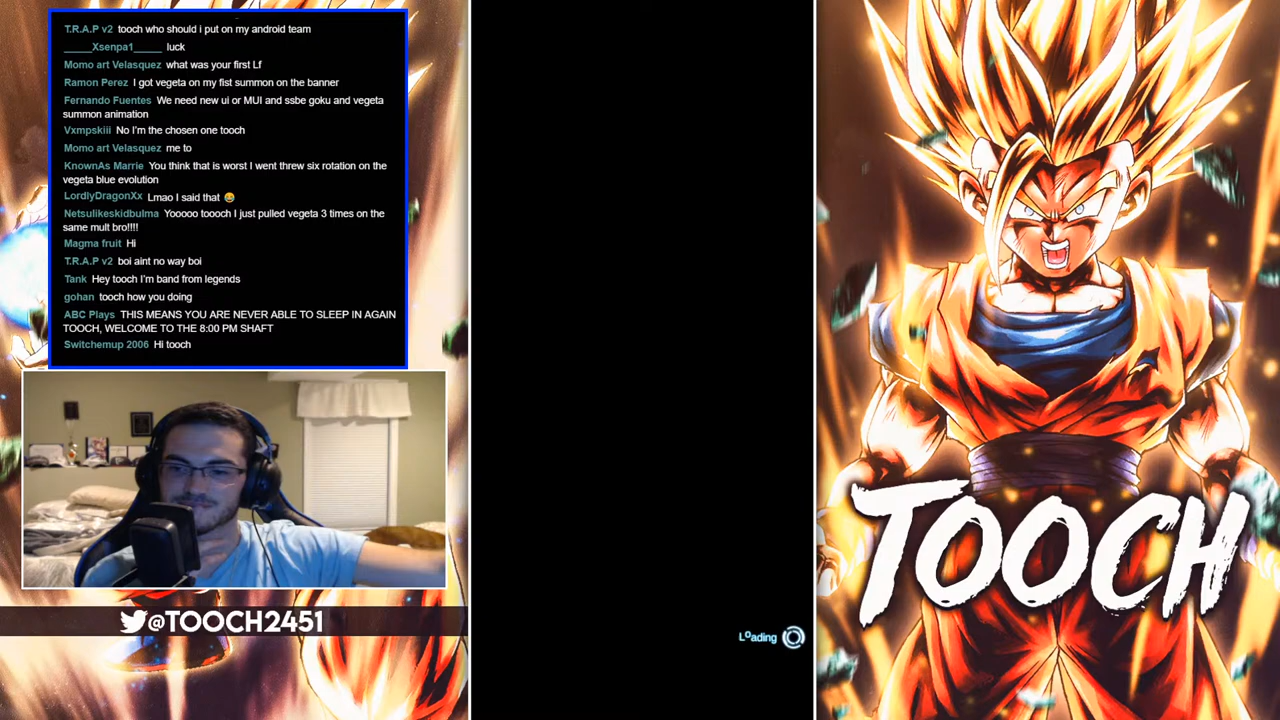 T.R.A.P v2 tooch who should i put on my android team
_____Xsenpa1_____ luck
Momo art Velasquez what was your first Lf
Ramon Perez I got vegeta on my fist summon on the banner
Fernando Fuentes We need new ui or MUI and ssbe goku and vegeta
summon animation
Vxmpskiii No I'm the chosen one tooch
Momo art Velasquez me to
KnownAs Marrie You think that is worst I went threw six rotation on the
vegeta blue evolution
LordlyDragonXx Lmao I said that 😂
Netsulikeskidbulma Yooooo toooch I just pulled vegeta 3 times on the
same mult bro!!!!
Magma fruit Hi
T.R.A.P v2 boi aint no way boi
Tank Hey tooch I'm band from legends
gohan tooch how you doing
ABC Plays THIS MEANS YOU ARE NEVER ABLE TO SLEEP IN AGAIN
TOOCH, WELCOME TO THE 8:00 PM SHAFT
Switchemup 2006 Hi tooch
@TOOCH2451
Loading
TOOCH